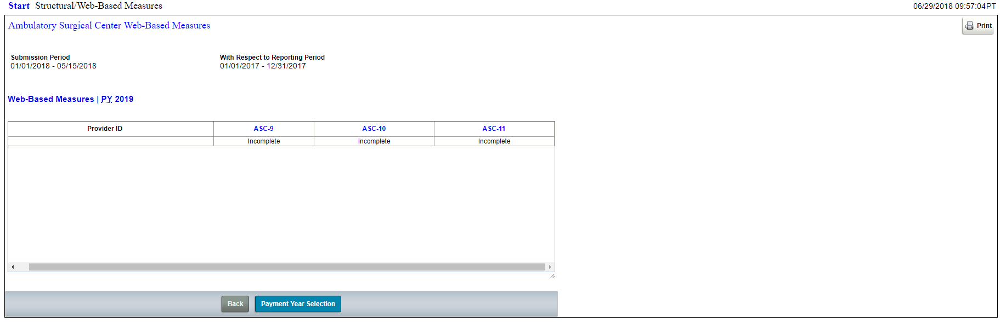 Start Structural/Web-Based Measures
06/29/2018 09:57:04PT
Ambulatory Surgical Center Web-Based Measures
Print
Submission Period
01/01/2018 - 05/15/2018
With Respect to Reporting Period
01/01/2017 - 12/31/2017
Web-Based Measures | PY 2019
Provider ID ASC-9 ASC-10 ASC-11
Incomplete Incomplete Incomplete
Back Payment Year Selection